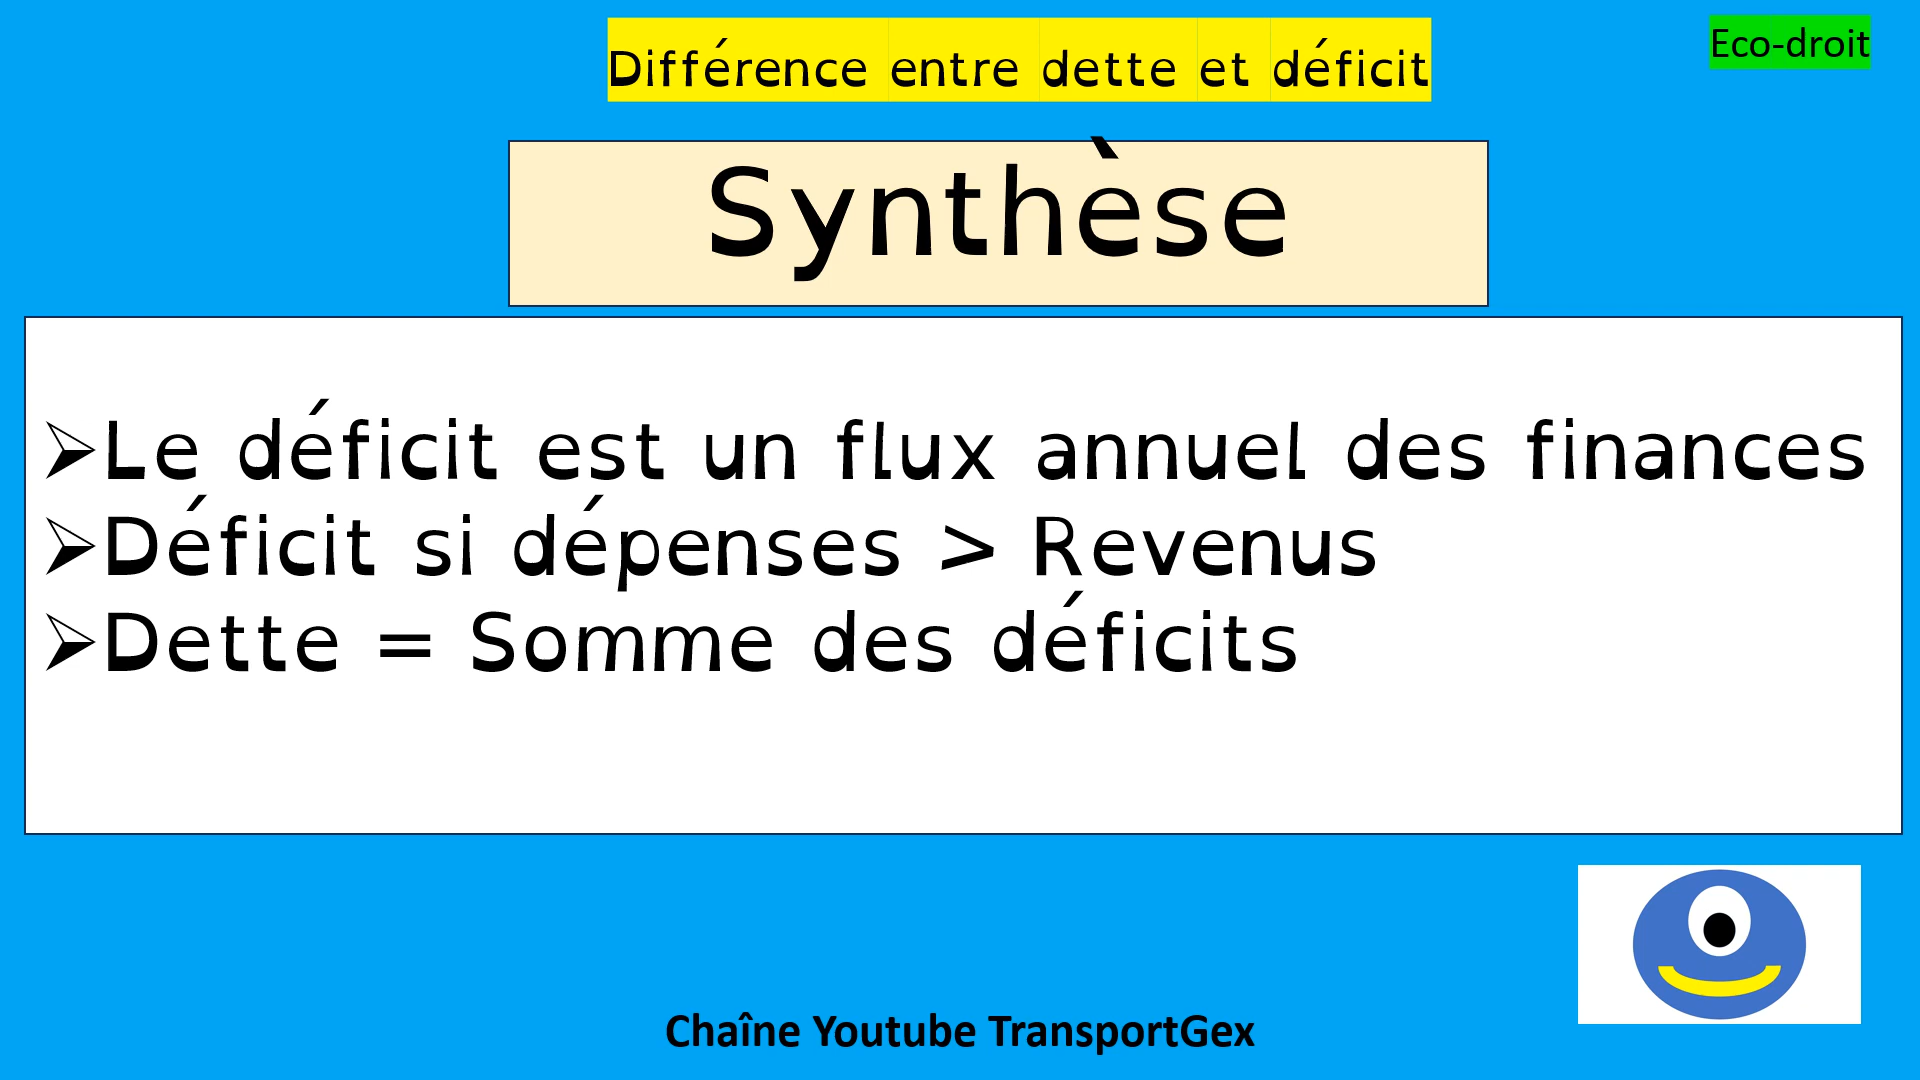 Différence entre dette et déficit
Eco-droit
Synthèse
➢Le déficit est un flux annuel des finances
➢Déficit si dépenses > Revenus
➢Dette = Somme des déficits
Chaîne Youtube TransportGex